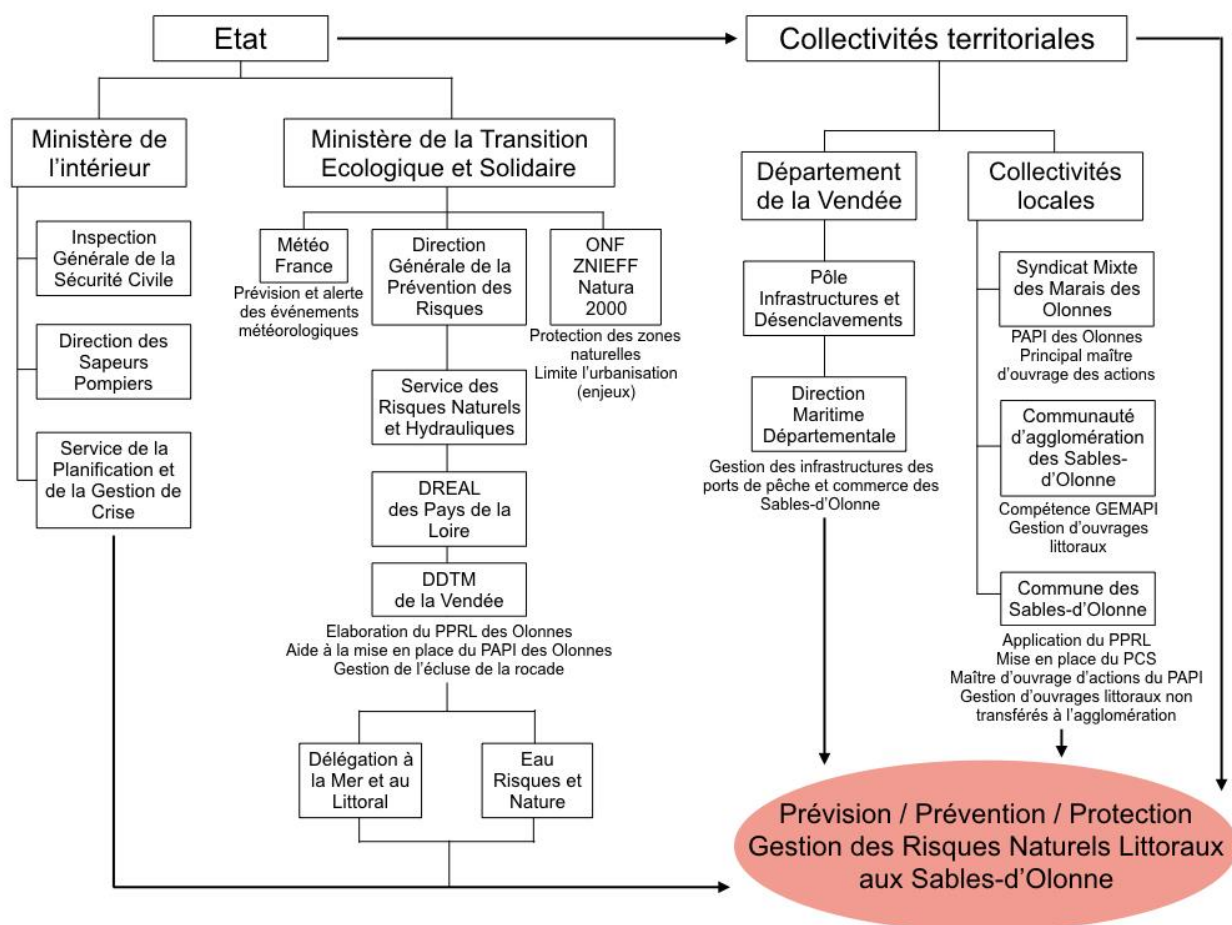 Etat
Collectivités territoriales
Ministère de
l'intérieur
Ministère de la Transition
Ecologique et Solidaire
Département
de la Vendée
Collectivités
locales
Inspection
Générale de la
Sécurité Civile
Direction des
Sapeurs
Pompiers
Service de la
Planification et
de la Gestion de
Crise
Météo
France
Prévision et alerte
des événements
météorologiques
Direction
Générale de la
Prévention des
Risques
ONF
ZNIEFF
Natura
2000
Protection des zones
naturelles
Limite l'urbanisation
(enjeux)
Service des
Risques Naturels
et Hydrauliques
DREAL
des Pays de la
Loire
DDTM
de la Vendée
Elaboration du PPRL des Olonnes
Aide à la mise en place du PAPI des Olonnes
Gestion de l'écluse de la rocade
Délégation à
la Mer et au
Littoral
Eau
Risques et
Nature
Pôle
Infrastructures et
Désenclavements
Direction
Maritime
Départementale
Gestion des infrastructures des
ports de pêche et commerce des
Sables-d'Olonne
Syndicat Mixte
des Marais des
Olonnes
PAPI des Olonnes
Principal maître
d'ouvrage des actions
Communauté
d'agglomération
des Sables-
d'Olonne
Compétence GEMAPI
Gestion d'ouvrages
littoraux
Commune des
Sables-d'Olonne
Application du PPRL
Mise en place du PCS
Maître d'ouvrage d'actions du PAPI
Gestion d'ouvrages littoraux non
transférés à l'agglomération
Prévision / Prévention / Protection
Gestion des Risques Naturels Littoraux
aux Sables-d'Olonne